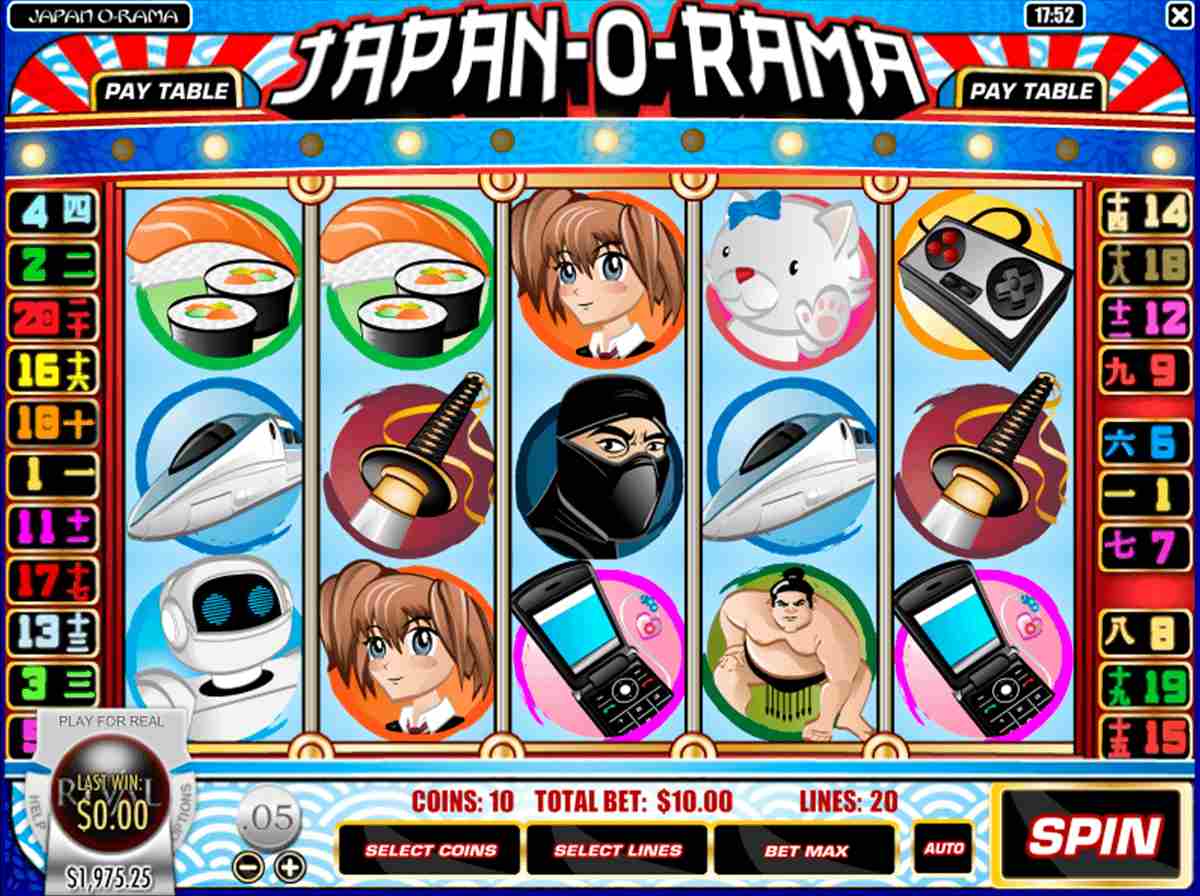 JAPAN O-RAMA
17:52
JAPAN-O-RAMA
PAY TABLE
PAY TABLE
4 四
2 二
20 二十
16 十六
10 十
1 一
11 十一
17 十七
13 十三
3 三
5
十四 14
十八 18
十二 12
九 9
六 6
一 1
七 7
八 8
十九 19
十五 15
PLAY FOR REAL
RIVAL
LAST WIN:
$0.00
HELP
OPTIONS
$1,975.25
.05
COINS: 10 TOTAL BET: $10.00 LINES: 20
SELECT COINS
SELECT LINES
BET MAX
AUTO
SPIN